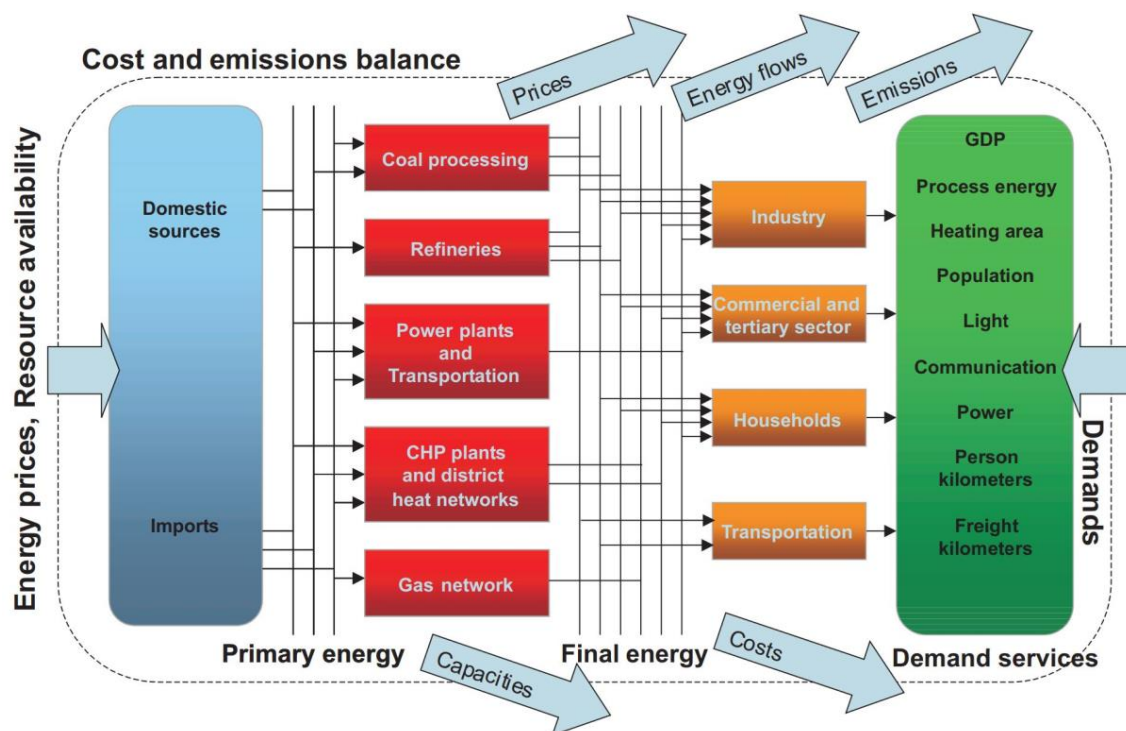 Cost and emissions balance
Prices
Energy flows
Emissions
Energy prices, Resource availability
Domestic
sources
Imports
Primary energy
Coal processing
Refineries
Power plants
and
Transportation
CHP plants
and district
heat networks
Gas network
Capacities
Final energy
Industry
Commercial and
tertiary sector
Households
Transportation
Costs
GDP
Process energy
Heating area
Population
Light
Communication
Power
Person
kilometers
Freight
kilometers
Demand services
Demands